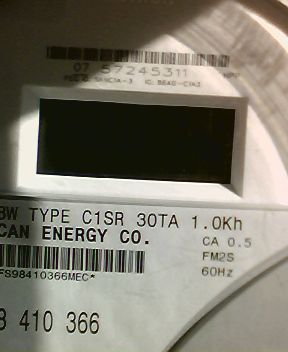 07 57245311
3W TYPE C1SR 30TA 1.0Kh
CAN ENERGY CO.
CA 0.5
FM2S
60Hz
FS98410366MEC*
8 410 366